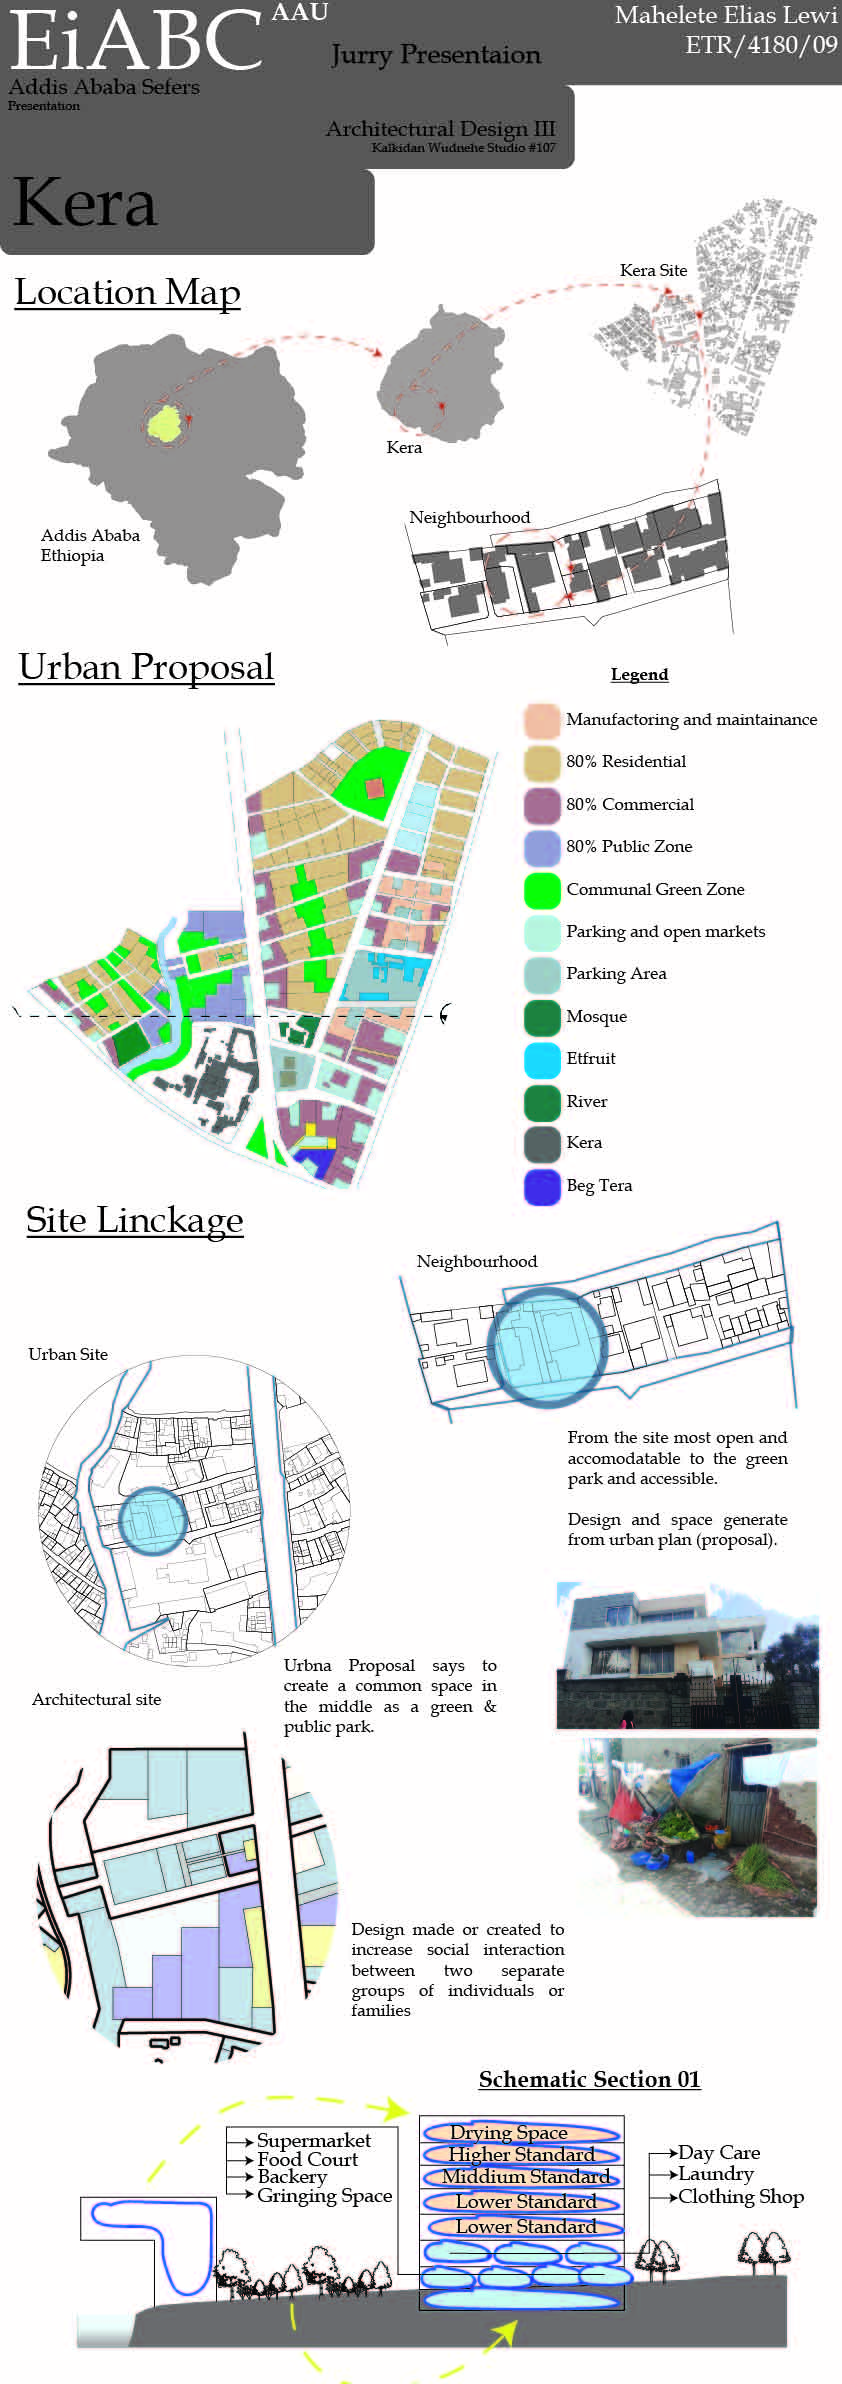 EiABC AAU
Mahelete Elias Lewi
ETR/4180/09
Jurry Presentaion
Addis Ababa Sefers
Presentation
Architectural Design III
Kalkidan Wudnehe Studio #107
Kera
Location Map
Kera Site
Kera
Addis Ababa
Ethiopia
Neighbourhood
Urban Proposal
Legend
Manufactoring and maintainance
80% Residential
80% Commercial
80% Public Zone
Communal Green Zone
Parking and open markets
Parking Area
Mosque
Etfruit
River
Kera
Beg Tera
Site Linckage
Neighbourhood
Urban Site
From the site most open and
accomodatable to the green
park and accessible.
Design and space generate
from urban plan (proposal).
Urbna Proposal says to
create a common space in
the middle as a green &
public park.
Architectural site
Design made or created to
increase social interaction
between two separate
groups of individuals or
families
Schematic Section 01
Supermarket
Food Court
Backery
Gringing Space
Drying Space
Higher Standard
Middium Standard
Lower Standard
Lower Standard
Day Care
Laundry
Clothing Shop